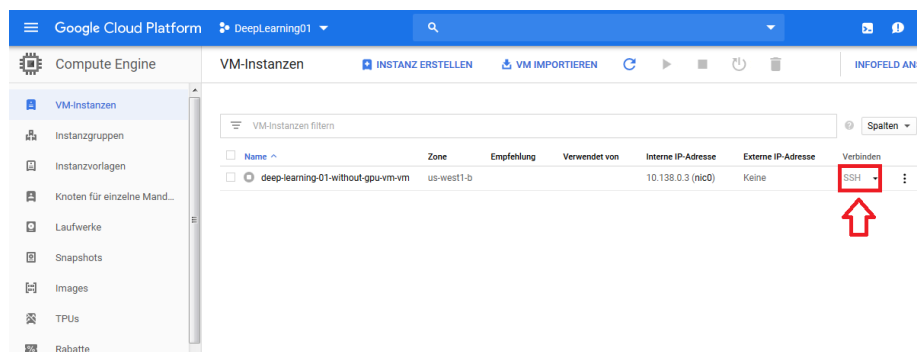 Google Cloud Platform DeepLearning01
Compute Engine
VM-Instanzen INSTANZ ERSTELLEN VM IMPORTIEREN INFOFELD AN
VM-Instanzen
Instanzgruppen
Instanzvorlagen
Knoten für einzelne Mand...
Laufwerke
Snapshots
Images
TPUs
Rabatte
VM-Instanzen filtern Spalten
Name Zone Empfehlung Verwendet von Interne IP-Adresse Externe IP-Adresse Verbinden
deep-learning-01-without-gpu-vm-vm us-west1-b 10.138.0.3 (nic0) Keine SSH